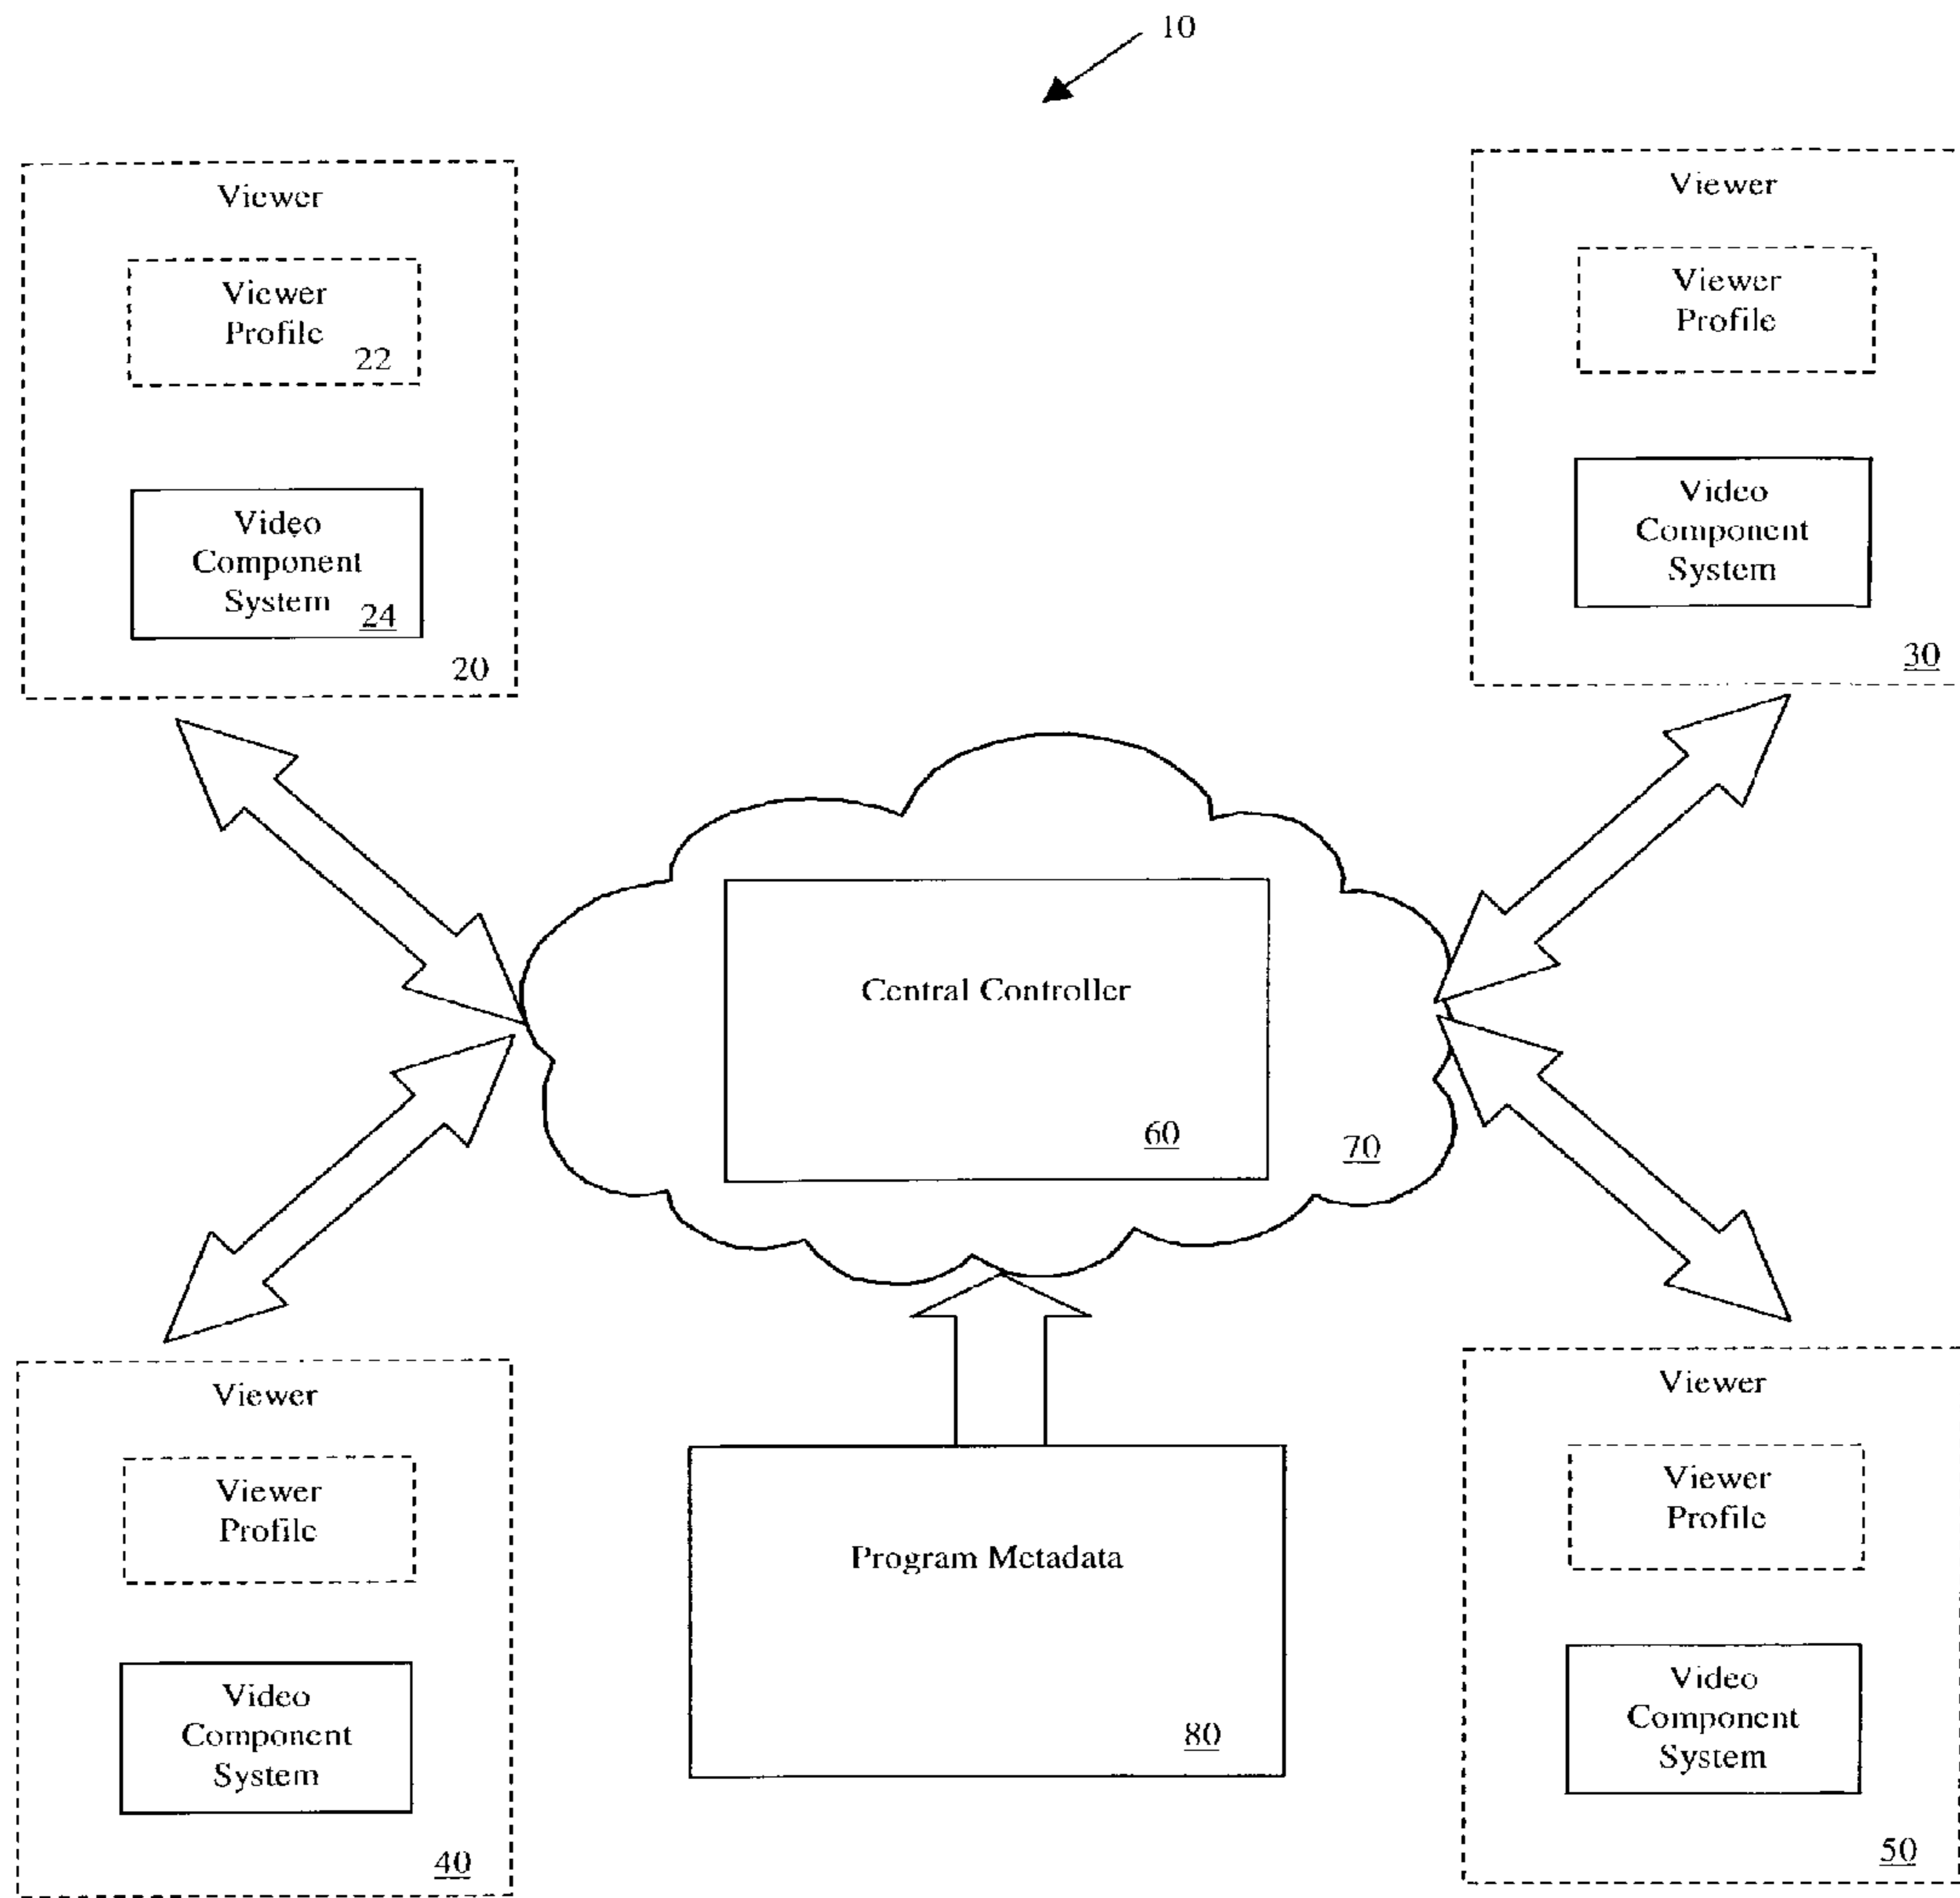 10
Viewer
Viewer
Profile
22
Video
Component
System
24
20
Viewer
Viewer
Profile
Video
Component
System
30
Central Controller
60
70
Viewer
Viewer
Profile
Video
Component
System
40
Program Metadata
80
Viewer
Viewer
Profile
Video
Component
System
50